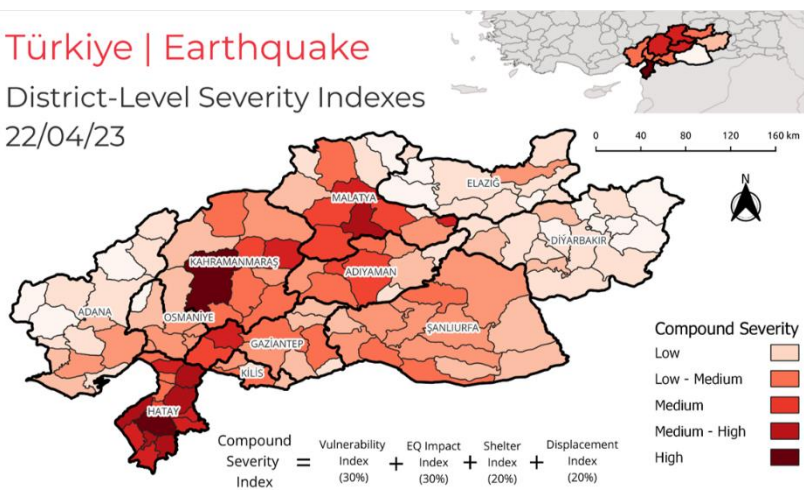 Türkiye | Earthquake
District-Level Severity Indexes
22/04/23
0 40 80 120 160 km
N
MALATYA
ELAZIĞ
DİYARBAKIR
KAHRAMANMARAŞ
ADIYAMAN
ADANA
OSMANİYE
ŞANLIURFA
GAZİANTEP
KİLİS
HATAY
Compound Severity
Low
Low - Medium
Medium
Medium - High
High
Compound
Severity
Index
=
Vulnerability
Index
(30%)
+
EQ Impact
Index
(30%)
+
Shelter
Index
(20%)
+
Displacement
Index
(20%)